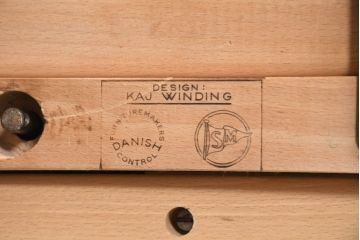 DESIGN:
KAJ WINDING
FURNITUREMAKERS
DANISH
CONTROL
SM